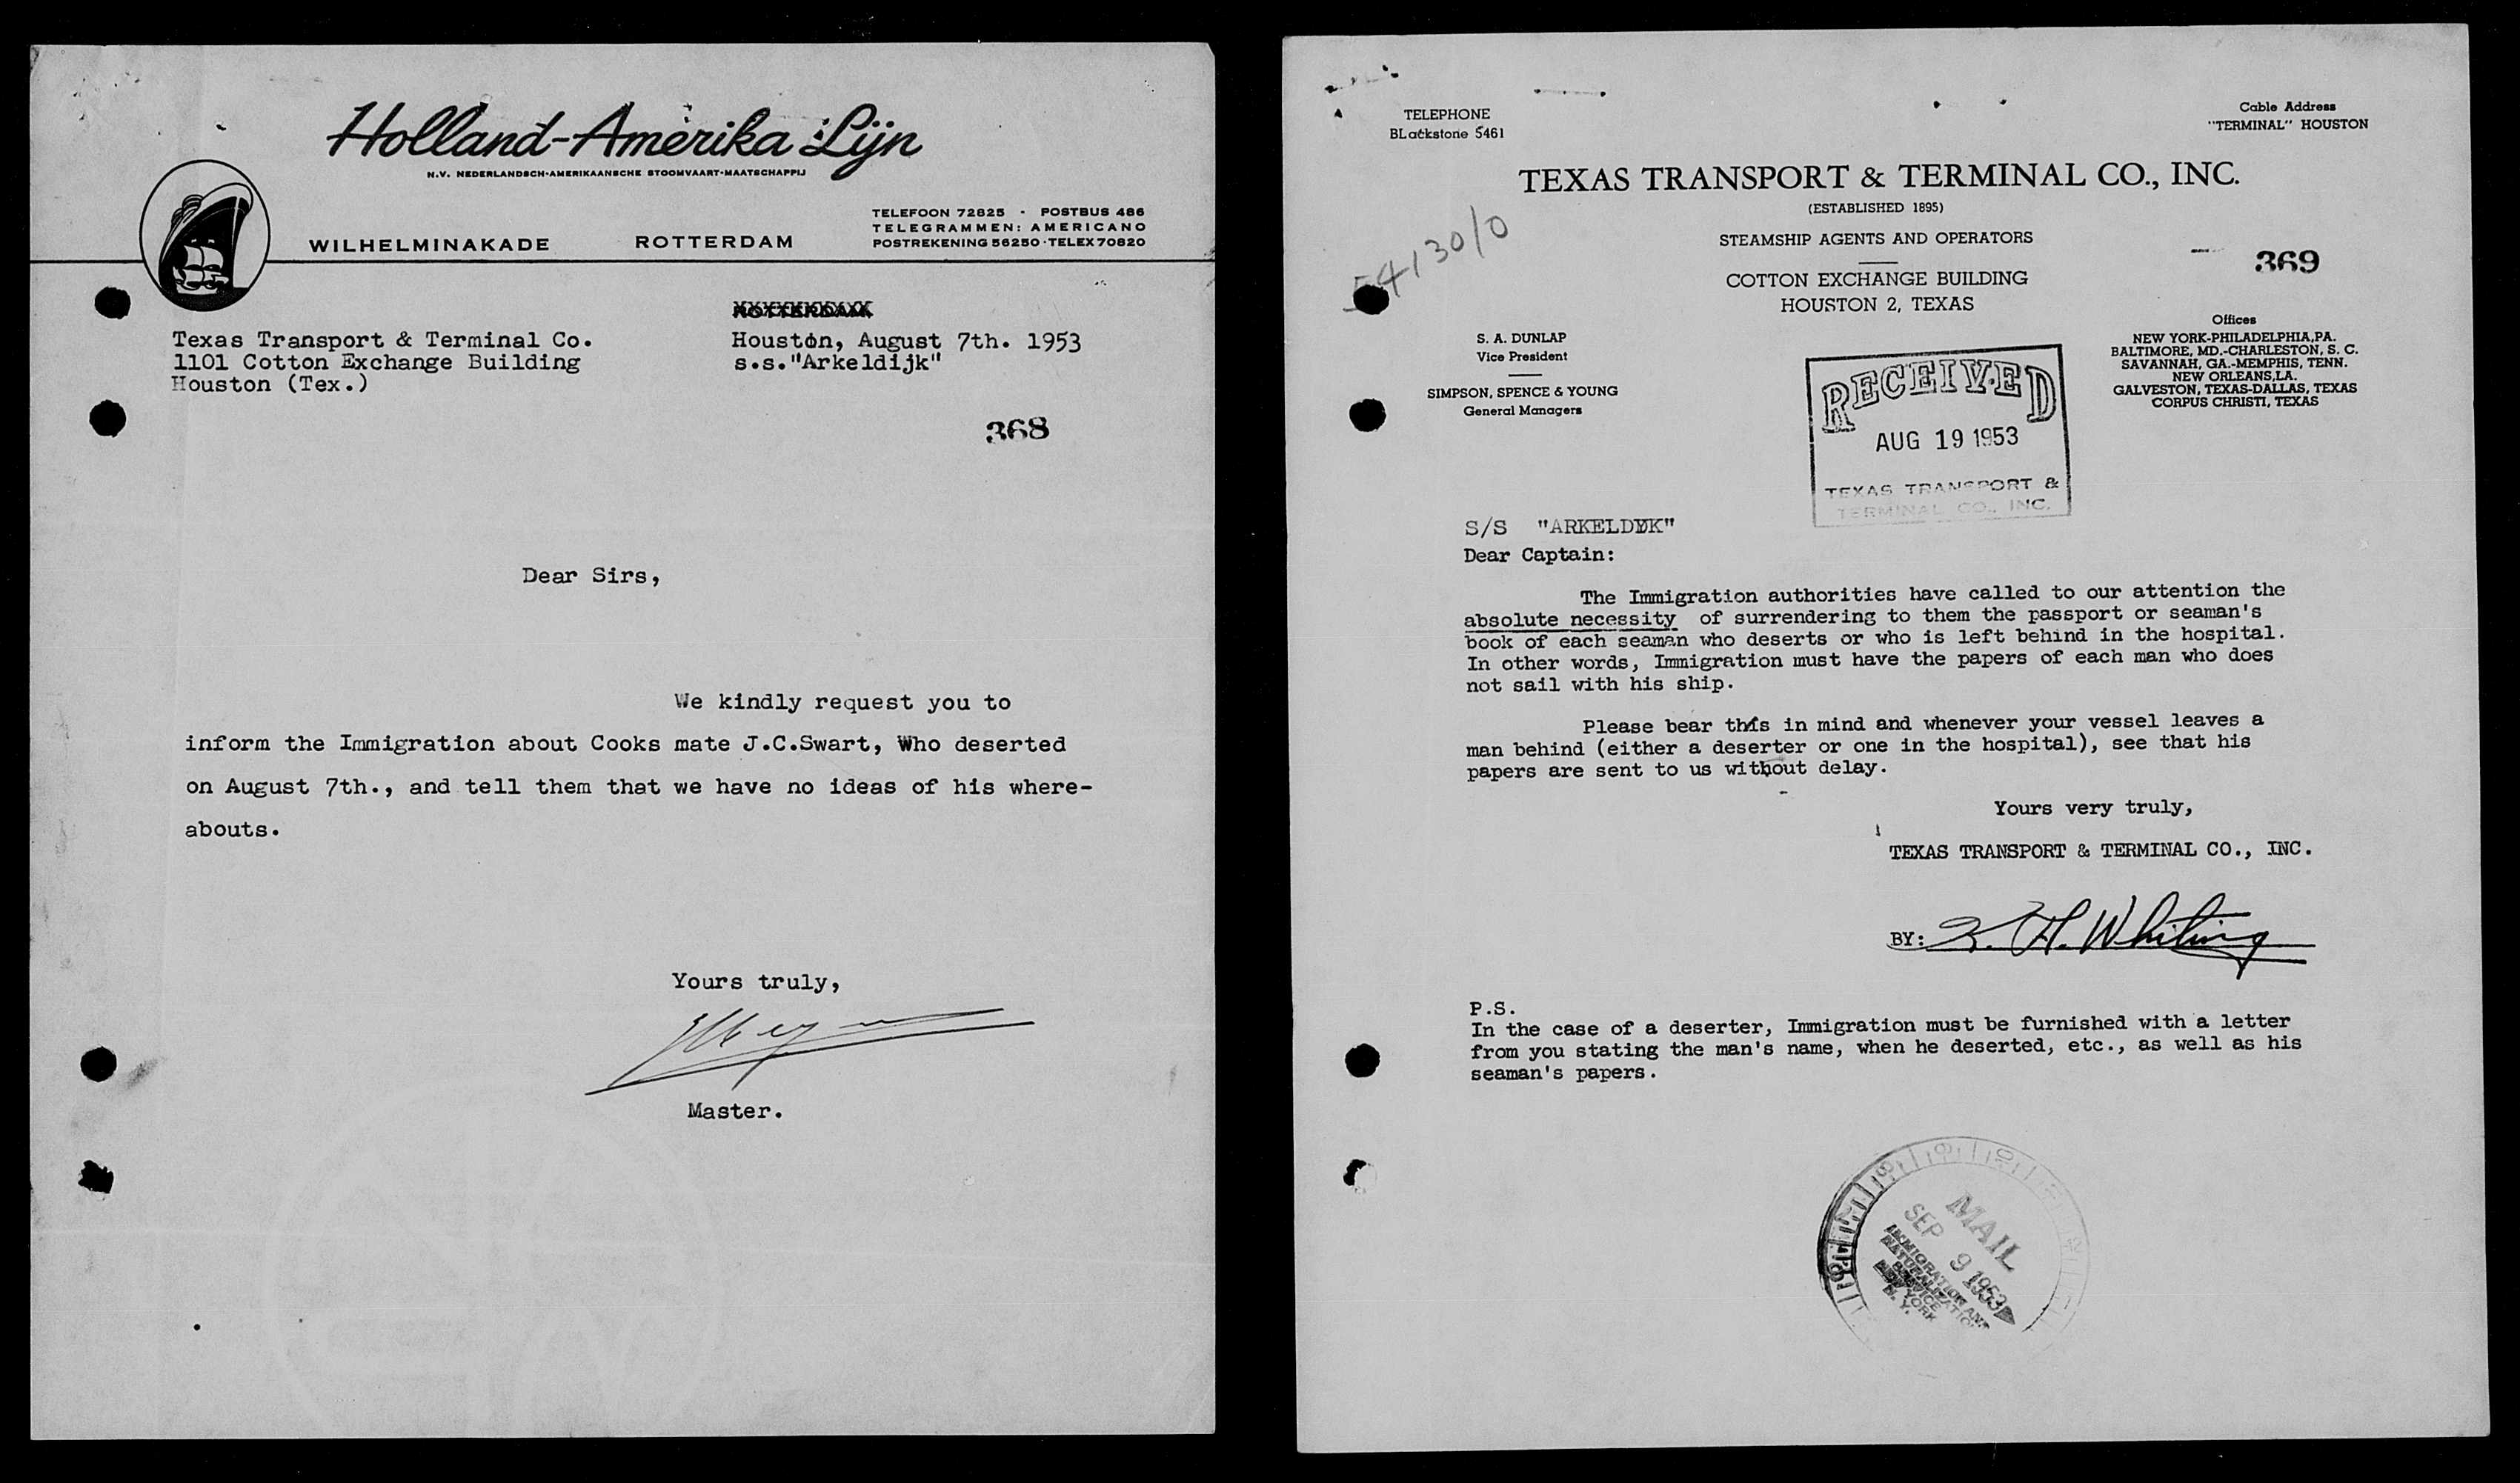 Holland-Amerika Lijn
N.V. NEDERLANDSCH-AMERIKAANSCHE STOOMVAART-MAATSCHAPPIJ
WILHELMINAKADE ROTTERDAM
TELEFOON 72825 · POSTBUS 486
TELEGRAMMEN: AMERICANO
POSTREKENING 56250 · TELEX 70820
ROTTERDAM
Texas Transport & Terminal Co.
1101 Cotton Exchange Building
Houston (Tex.)
Houston, August 7th. 1953
s.s."Arkeldijk"
368
Dear Sirs,
We kindly request you to
inform the Immigration about Cooks mate J.C.Swart, Who deserted
on August 7th., and tell them that we have no ideas of his where-
abouts.
Yours truly,
Master.
TELEPHONE
BLackstone 5461
Cable Address
"TERMINAL" HOUSTON
TEXAS TRANSPORT & TERMINAL CO., INC.
(ESTABLISHED 1895)
STEAMSHIP AGENTS AND OPERATORS
COTTON EXCHANGE BUILDING
HOUSTON 2, TEXAS
54130/0
369
S. A. DUNLAP
Vice President
SIMPSON, SPENCE & YOUNG
General Managers
Offices
NEW YORK-PHILADELPHIA,PA.
BALTIMORE, MD.-CHARLESTON, S. C.
SAVANNAH, GA.-MEMPHIS, TENN.
NEW ORLEANS,LA.
GALVESTON, TEXAS-DALLAS, TEXAS
CORPUS CHRISTI, TEXAS
RECEIVED
AUG 19 1953
TEXAS TRANSPORT &
TERMINAL CO., INC.
S/S "ARKELDYK"
Dear Captain:
The Immigration authorities have called to our attention the
absolute necessity of surrendering to them the passport or seaman's
book of each seaman who deserts or who is left behind in the hospital.
In other words, Immigration must have the papers of each man who does
not sail with his ship.
Please bear this in mind and whenever your vessel leaves a
man behind (either a deserter or one in the hospital), see that his
papers are sent to us without delay.
Yours very truly,
TEXAS TRANSPORT & TERMINAL CO., INC.
BY: K. H. Whiting
P.S.
In the case of a deserter, Immigration must be furnished with a letter
from you stating the man's name, when he deserted, etc., as well as his
seaman's papers.
MAIL
SEP 9 1953
IMMIGRATION AND
NATURALIZATION
SERVICE
NEW YORK
N. Y.